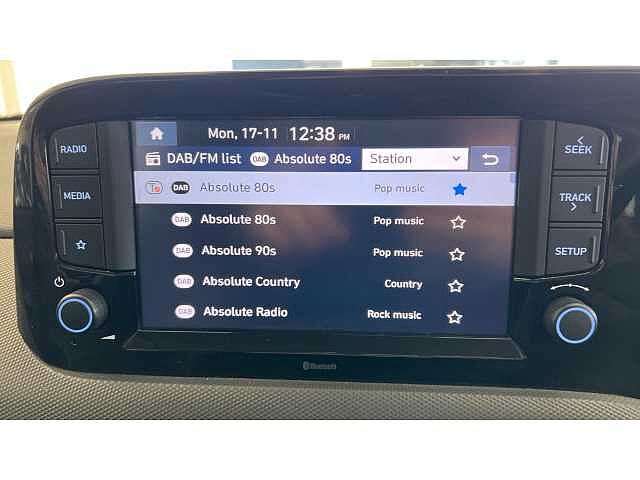 Mon, 17-11 12:38 PM
DAB/FM list DAB Absolute 80s Station
DAB Absolute 80s Pop music
DAB Absolute 80s Pop music
DAB Absolute 90s Pop music
DAB Absolute Country Country
DAB Absolute Radio Rock music
RADIO
MEDIA
SEEK
TRACK
SETUP
Bluetooth